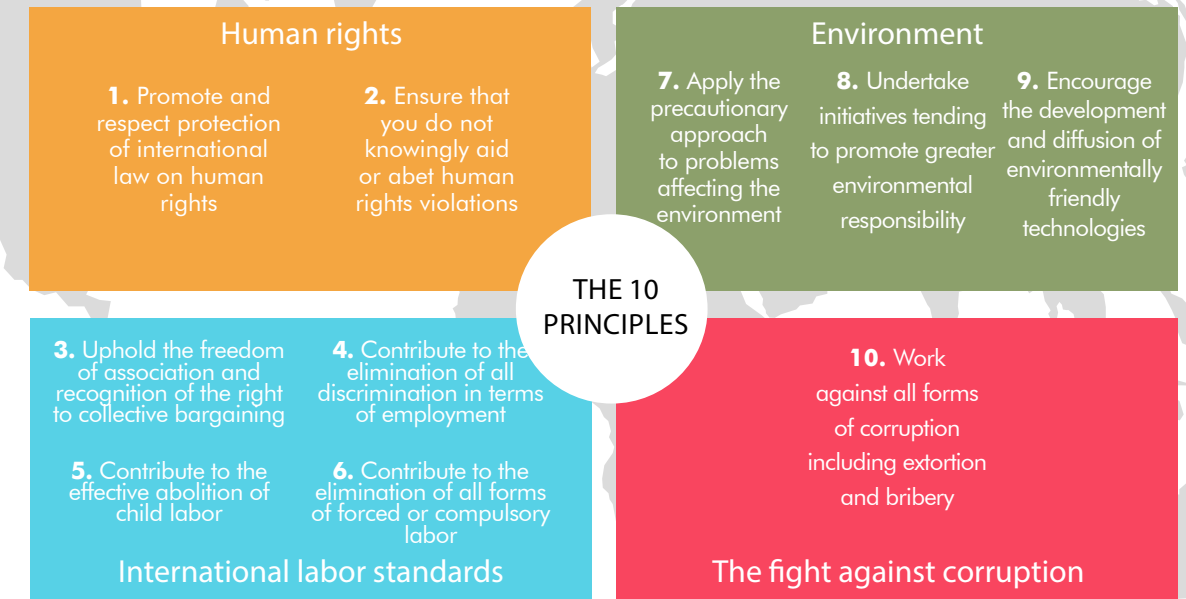 Human rights
1. Promote and
respect protection
of international
law on human
rights
2. Ensure that
you do not
knowingly aid
or abet human
rights violations
Environment
7. Apply the
precautionary
approach
to problems
affecting the
environment
8. Undertake
initiatives tending
to promote greater
environmental
responsibility
9. Encourage
the development
and diffusion of
environmentally
friendly
technologies
THE 10
PRINCIPLES
3. Uphold the freedom
of association and
recognition of the right
to collective bargaining
4. Contribute to the
elimination of all
discrimination in terms
of employment
5. Contribute to the
effective abolition of
child labor
6. Contribute to the
elimination of all forms
of forced or compulsory
labor
International labor standards
10. Work
against all forms
of corruption
including extortion
and bribery
The fight against corruption